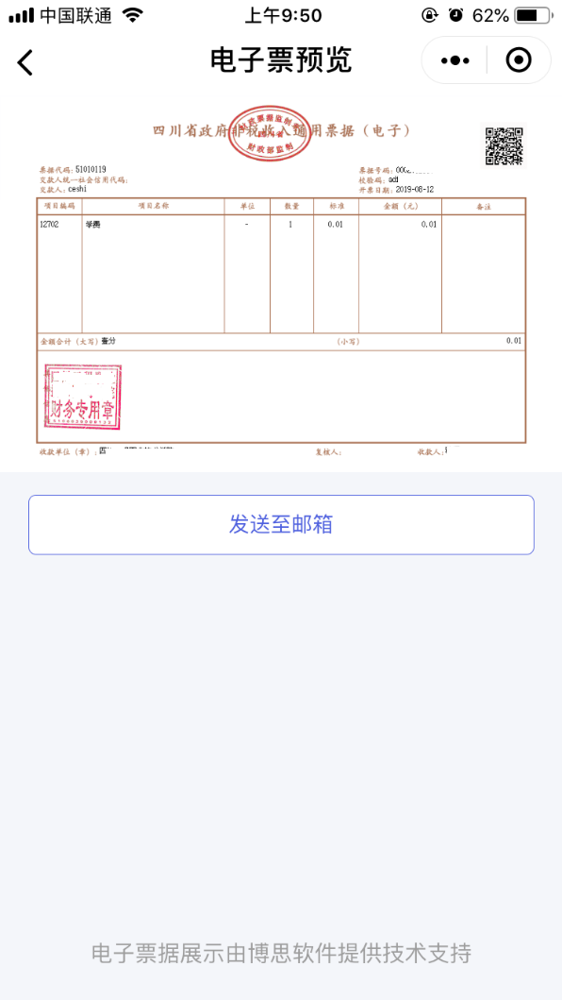 中国联通 上午9:50 62%
电子票预览
四川省政府非税收入通用票据（电子）
财政部监制
票据代码：51010119 票据号码：
交款人统一社会信用代码： 校验码：
交款人：ceshi 开票日期：2019-08-12
项目编码 项目名称 单位 数量 标准 金额（元） 备注
12702 学费 - 1 0.01 0.01
金额合计（大写）壹分 （小写） 0.01
财务专用章
收款单位（章）：四 复核人： 收款人：
发送至邮箱
电子票据展示由博思软件提供技术支持